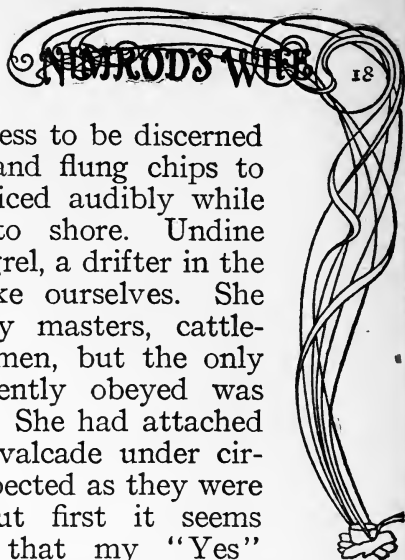 NIMROD'S WIFE 18
ess to be discerned
and flung chips to
iced audibly while
to shore. Undine
grel, a drifter in the
ke ourselves. She
y masters, cattle-
men, but the only
ently obeyed was
She had attached
valcade under cir-
pected as they were
ut first it seems
that my "Yes"